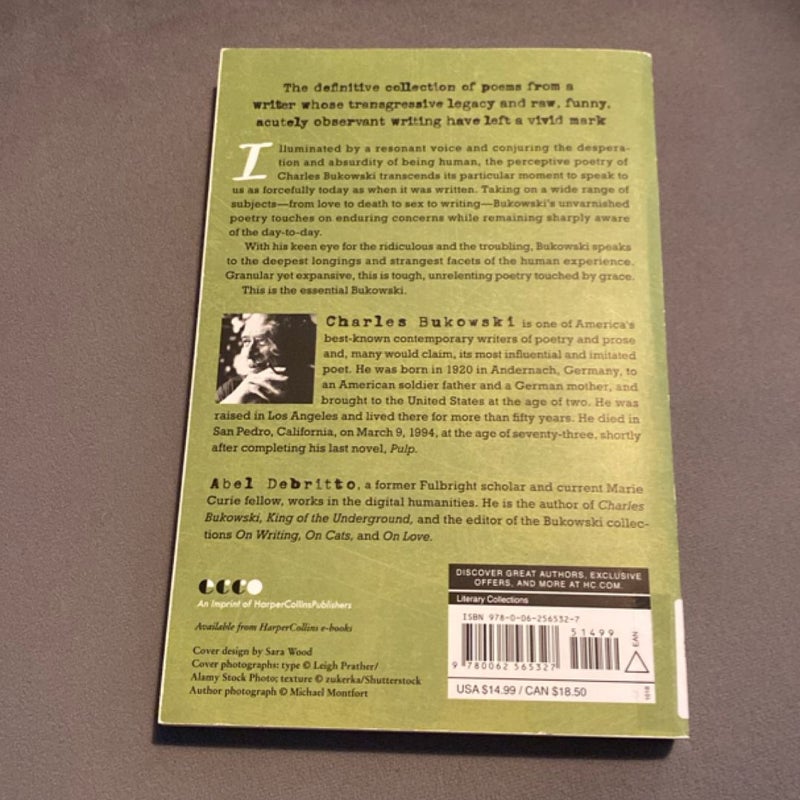 The definitive collection of poems from a
writer whose transgressive legacy and raw, funny,
acutely observant writing have left a vivid mark
Illuminated by a resonant voice and conjuring the despera-
tion and absurdity of being human, the perceptive poetry of
Charles Bukowski transcends its particular moment to speak to
us as forcefully today as when it was written. Taking on a wide range of
subjects—from love to death to sex to writing—Bukowski's unvarnished
poetry touches on enduring concerns while remaining sharply aware
of the day-to-day.
With his keen eye for the ridiculous and the troubling, Bukowski speaks
to the deepest longings and strangest facets of the human experience.
Granular yet expansive, this is tough, unrelenting poetry touched by grace.
This is the essential Bukowski.
Charles Bukowski is one of America's
best-known contemporary writers of poetry and prose
and, many would claim, its most influential and imitated
poet. He was born in 1920 in Andernach, Germany, to
an American soldier father and a German mother, and
brought to the United States at the age of two. He was
raised in Los Angeles and lived there for more than fifty years. He died in
San Pedro, California, on March 9, 1994, at the age of seventy-three, shortly
after completing his last novel, Pulp.
Abel Debritto, a former Fulbright scholar and current Marie
Curie fellow, works in the digital humanities. He is the author of Charles
Bukowski, King of the Underground, and the editor of the Bukowski collec-
tions On Writing, On Cats, and On Love.
ecco
An Imprint of HarperCollinsPublishers
Available from HarperCollins e-books
Cover design by Sara Wood
Cover photographs: type © Leigh Prather/
Alamy Stock Photo; texture © zukerka/Shutterstock
Author photograph © Michael Montfort
DISCOVER GREAT AUTHORS, EXCLUSIVE
OFFERS, AND MORE AT HC.COM.
Literary Collections
ISBN 978-0-06-256532-7
51499
EAN
9 780062 565327
USA $14.99 / CAN $18.50
1018